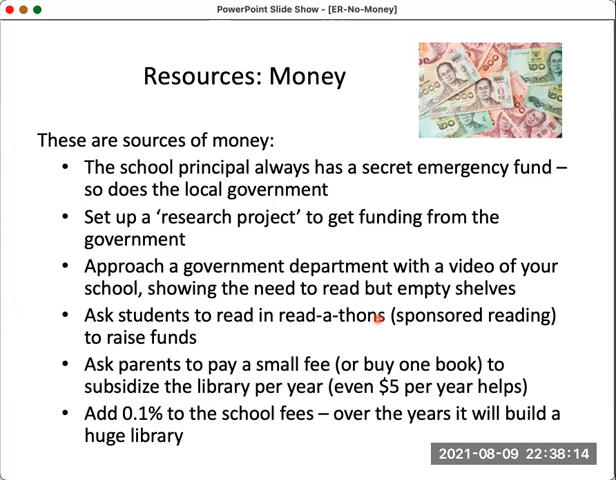 PowerPoint Slide Show - [ER-No-Money]
Resources: Money
These are sources of money:
• The school principal always has a secret emergency fund –
so does the local government
• Set up a ‘research project’ to get funding from the
government
• Approach a government department with a video of your
school, showing the need to read but empty shelves
• Ask students to read in read-a-thons (sponsored reading)
to raise funds
• Ask parents to pay a small fee (or buy one book) to
subsidize the library per year (even $5 per year helps)
• Add 0.1% to the school fees – over the years it will build a
huge library
2021-08-09 22:38:14